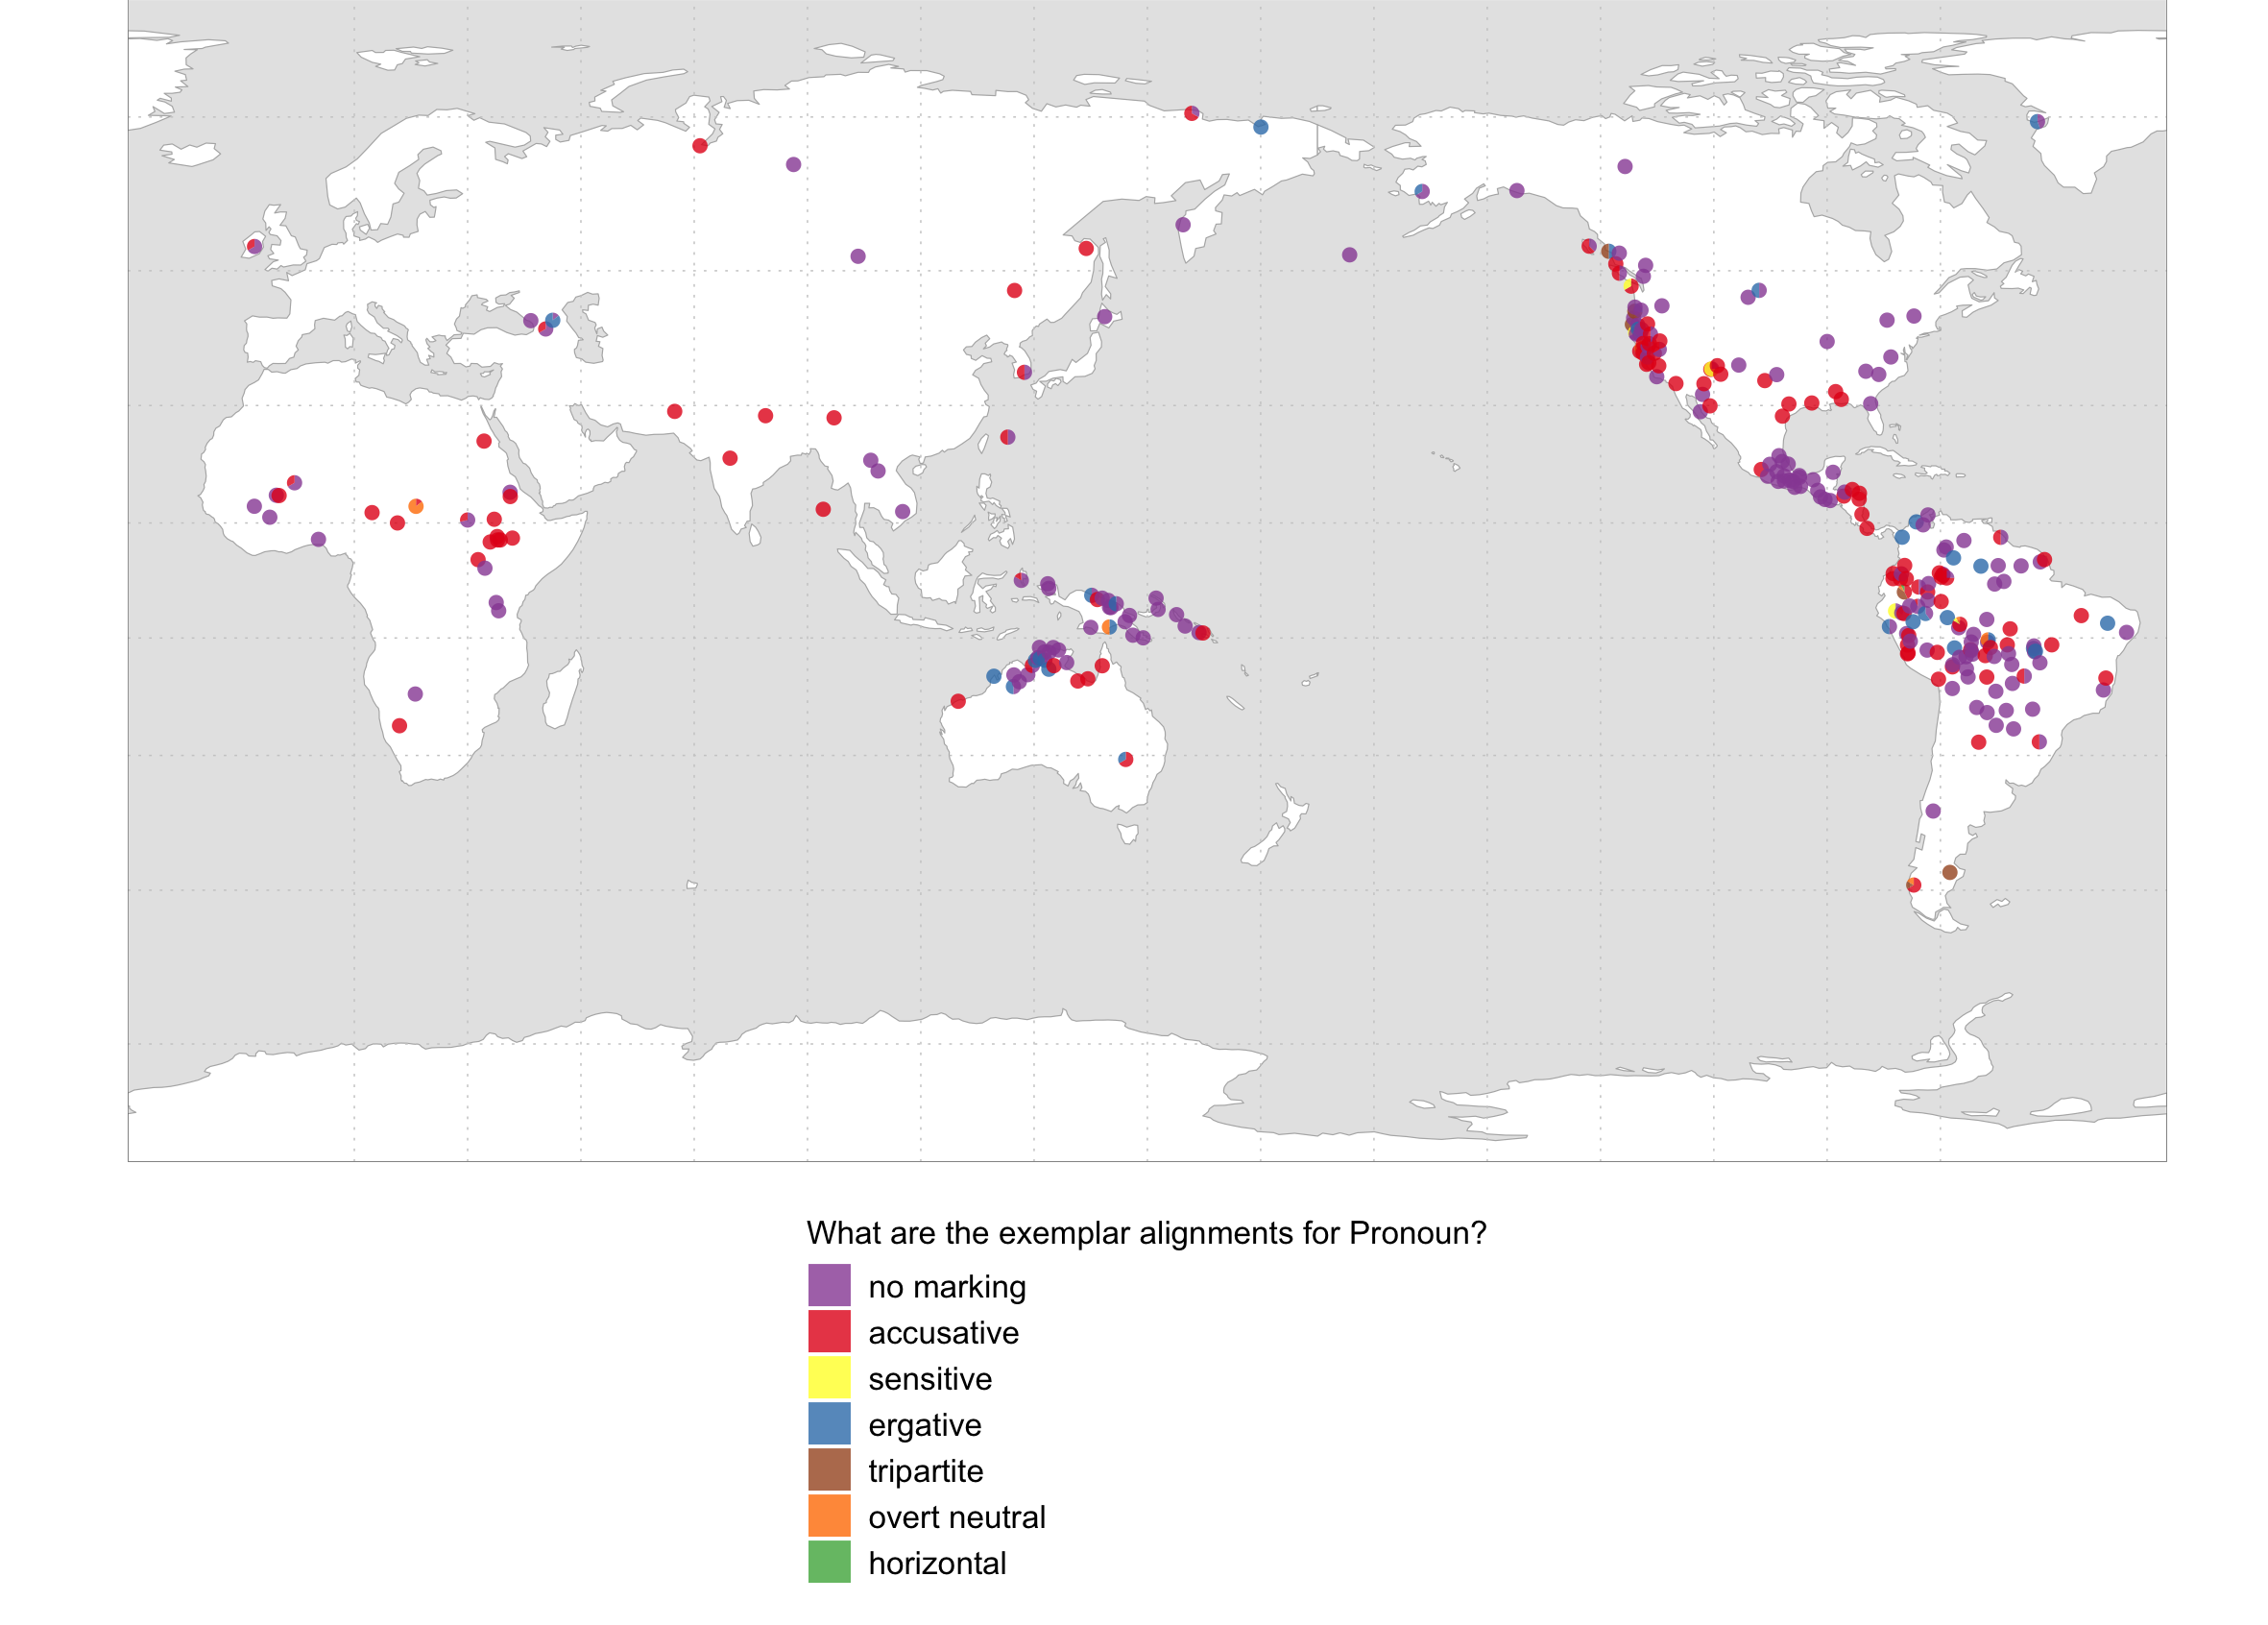 What are the exemplar alignments for Pronoun?
no marking
accusative
sensitive
ergative
tripartite
overt neutral
horizontal